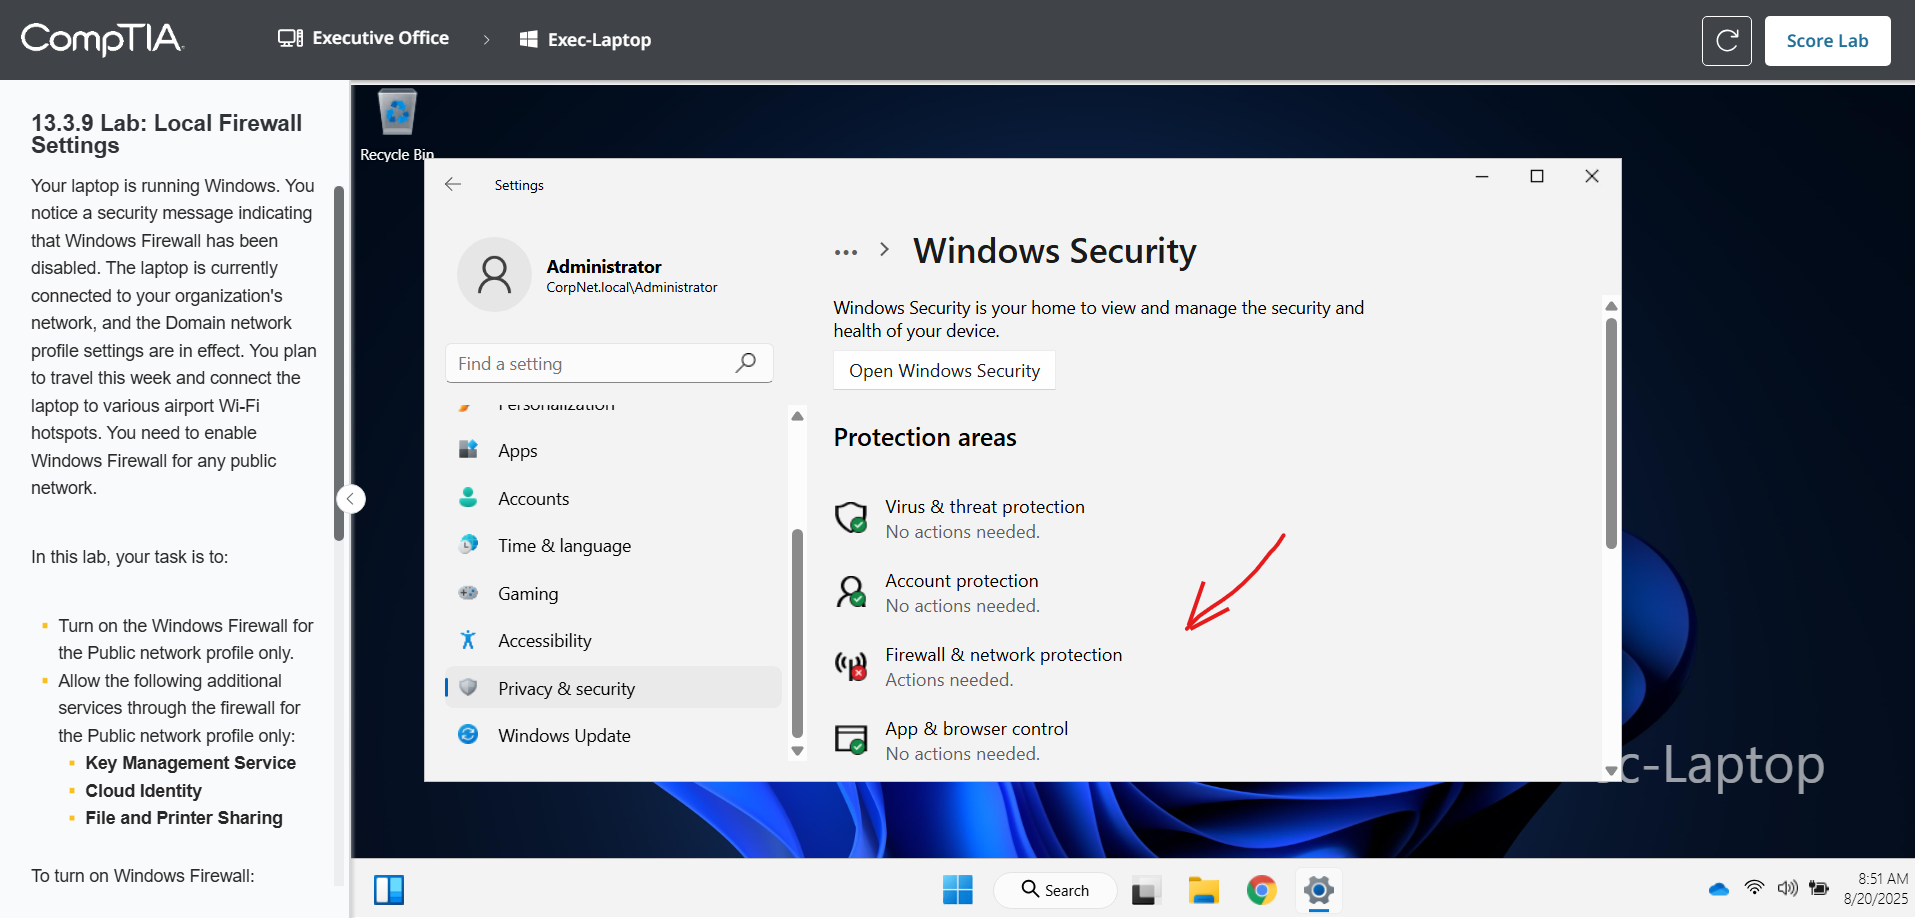 CompTIA
Executive Office
Exec-Laptop
Score Lab
13.3.9 Lab: Local Firewall
Settings
Your laptop is running Windows. You
notice a security message indicating
that Windows Firewall has been
disabled. The laptop is currently
connected to your organization's
network, and the Domain network
profile settings are in effect. You plan
to travel this week and connect the
laptop to various airport Wi-Fi
hotspots. You need to enable
Windows Firewall for any public
network.
In this lab, your task is to:
Turn on the Windows Firewall for
the Public network profile only.
Allow the following additional
services through the firewall for
the Public network profile only:
Key Management Service
Cloud Identity
File and Printer Sharing
To turn on Windows Firewall:
Recycle Bin
Settings
Administrator
CorpNet.local\Administrator
Find a setting
Personalization
Apps
Accounts
Time & language
Gaming
Accessibility
Privacy & security
Windows Update
Windows Security
Windows Security is your home to view and manage the security and
health of your device.
Open Windows Security
Protection areas
Virus & threat protection
No actions needed.
Account protection
No actions needed.
Firewall & network protection
Actions needed.
App & browser control
No actions needed.
c-Laptop
Search
8:51 AM
8/20/2025